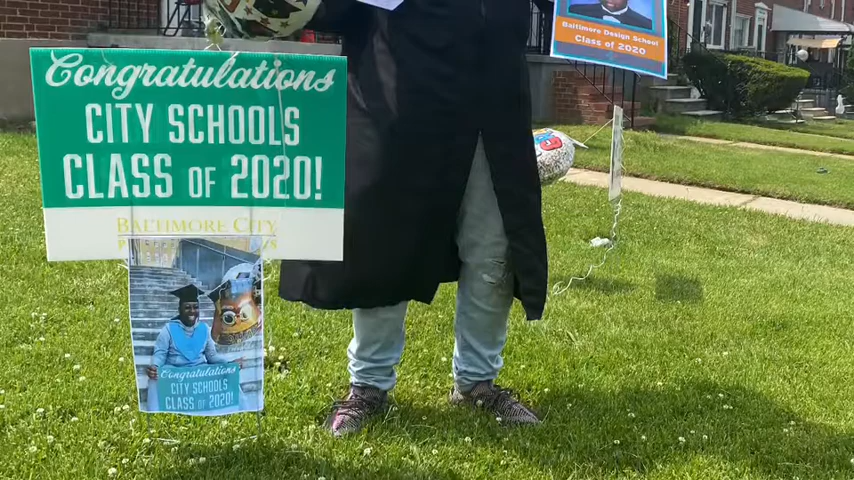 Congratulations
CITY SCHOOLS
CLASS OF 2020!
BALTIMORE CITY
Baltimore Design School
Class of 2020
Congratulations
CITY SCHOOLS
CLASS OF 2020!